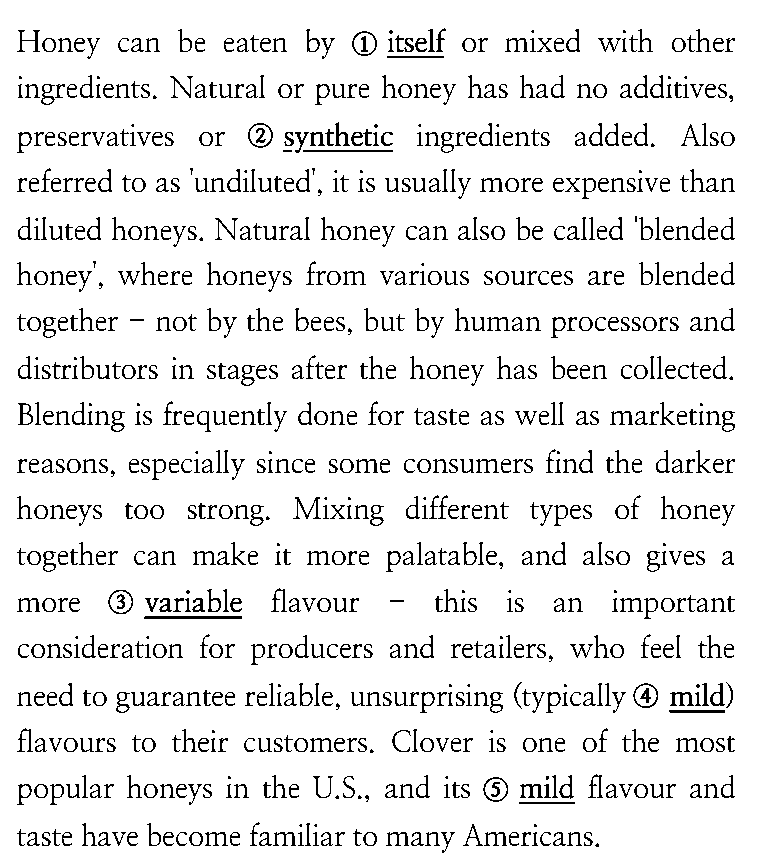 Honey can be eaten by ① itself or mixed with other
ingredients. Natural or pure honey has had no additives,
preservatives or ② synthetic ingredients added. Also
referred to as 'undiluted', it is usually more expensive than
diluted honeys. Natural honey can also be called 'blended
honey', where honeys from various sources are blended
together – not by the bees, but by human processors and
distributors in stages after the honey has been collected.
Blending is frequently done for taste as well as marketing
reasons, especially since some consumers find the darker
honeys too strong. Mixing different types of honey
together can make it more palatable, and also gives a
more ③ variable flavour – this is an important
consideration for producers and retailers, who feel the
need to guarantee reliable, unsurprising (typically ④ mild)
flavours to their customers. Clover is one of the most
popular honeys in the U.S., and its ⑤ mild flavour and
taste have become familiar to many Americans.